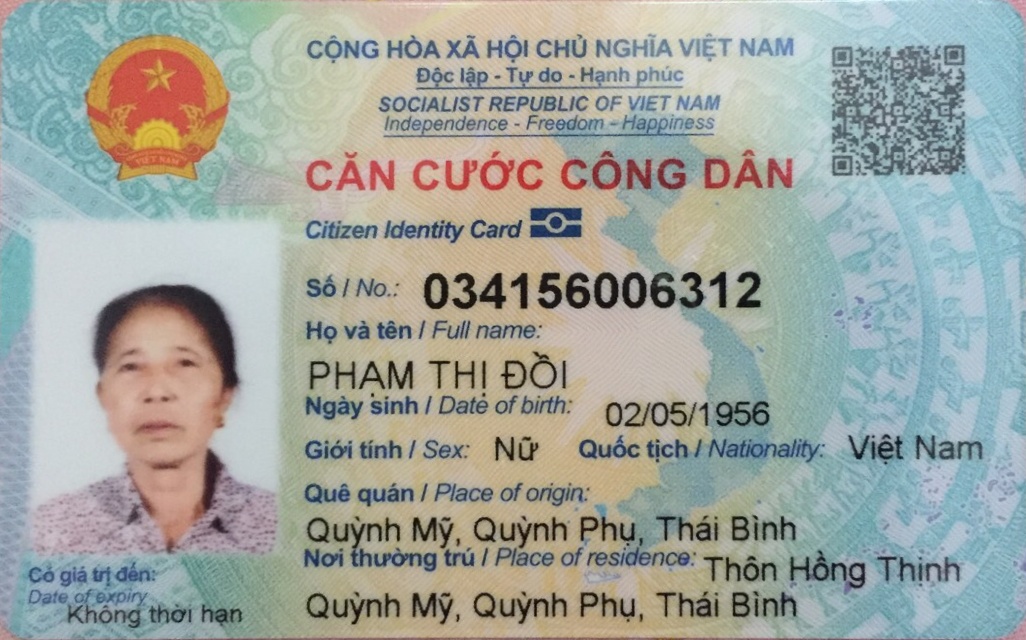 CỘNG HÒA XÃ HỘI CHỦ NGHĨA VIỆT NAM
Độc lập - Tự do - Hạnh phúc
SOCIALIST REPUBLIC OF VIET NAM
Independence - Freedom - Happiness
CĂN CƯỚC CÔNG DÂN
Citizen Identity Card
Số / No.: 034156006312
Họ và tên / Full name:
PHẠM THỊ ĐỒI
Ngày sinh / Date of birth: 02/05/1956
Giới tính / Sex: Nữ Quốc tịch / Nationality: Việt Nam
Quê quán / Place of origin:
Quỳnh Mỹ, Quỳnh Phụ, Thái Bình
Nơi thường trú / Place of residence: Thôn Hồng Thịnh
Quỳnh Mỹ, Quỳnh Phụ, Thái Bình
VIỆT NAM
Có giá trị đến:
Date of expiry
Không thời hạn